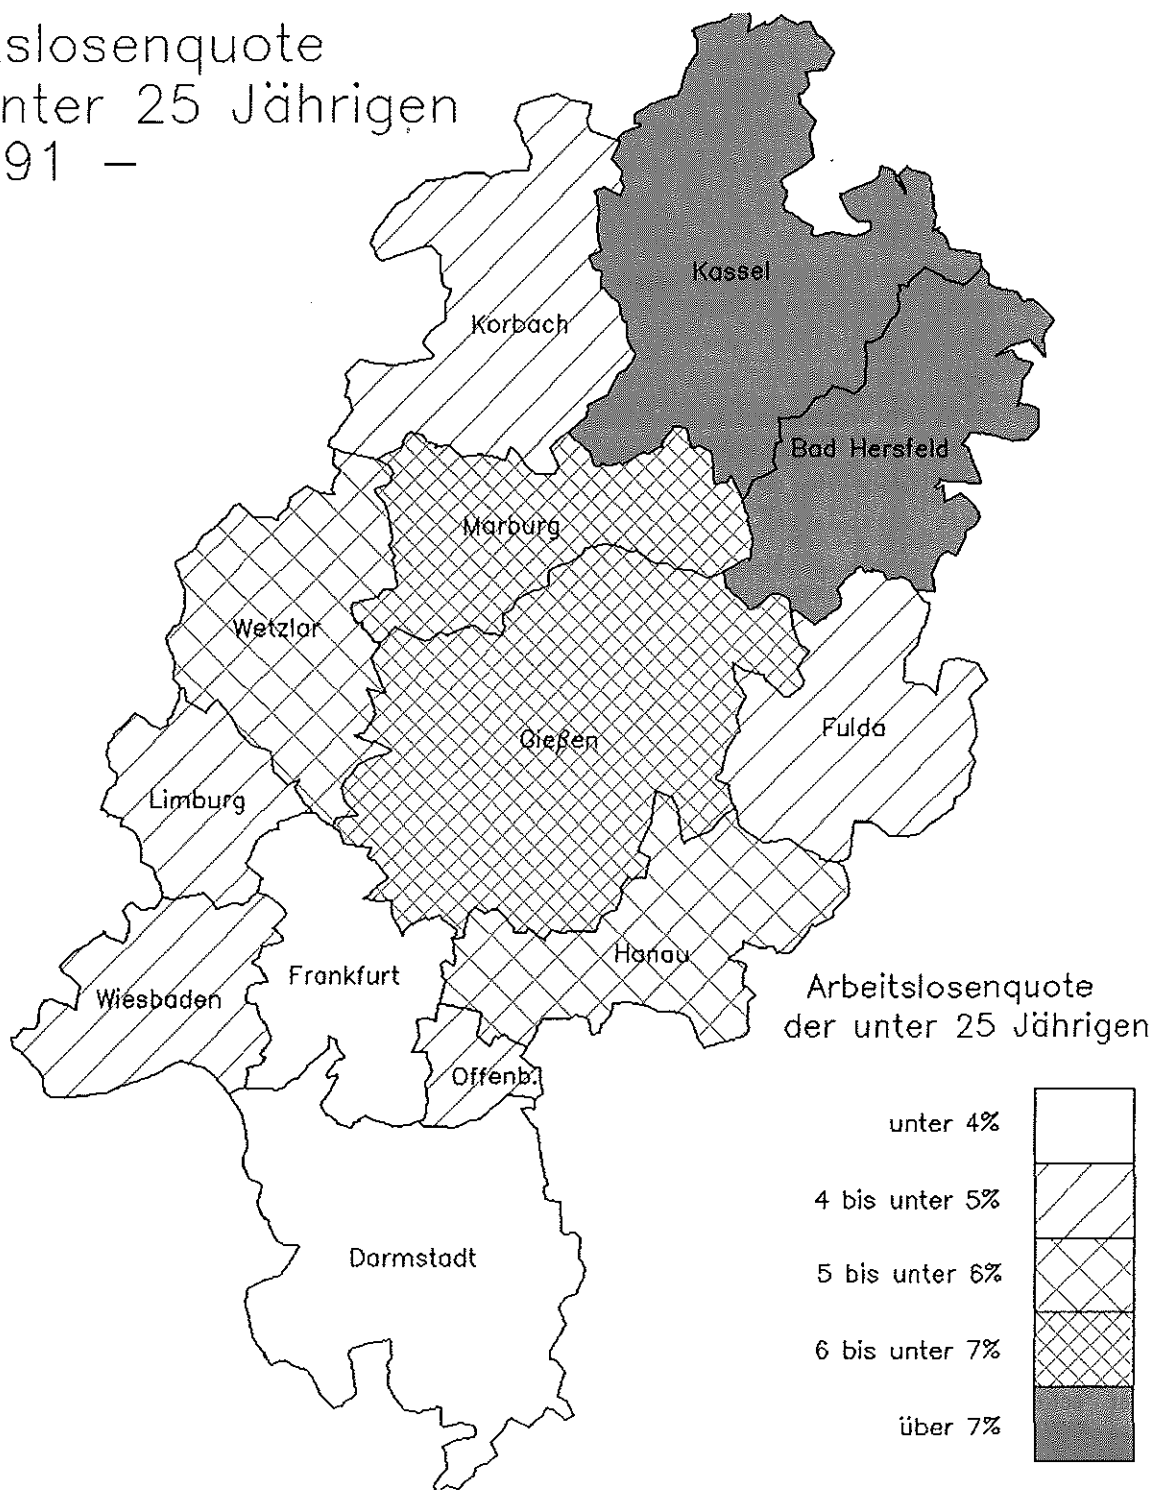 slosenquote
nter 25 Jährigen
91 –
Kassel
Korbach
Bad Hersfeld
Marburg
Wetzlar
Gießen
Fulda
Limburg
Hanau
Frankfurt
Wiesbaden
Offenb.
Darmstadt
Arbeitslosenquote
der unter 25 Jährigen
unter 4%
4 bis unter 5%
5 bis unter 6%
6 bis unter 7%
über 7%